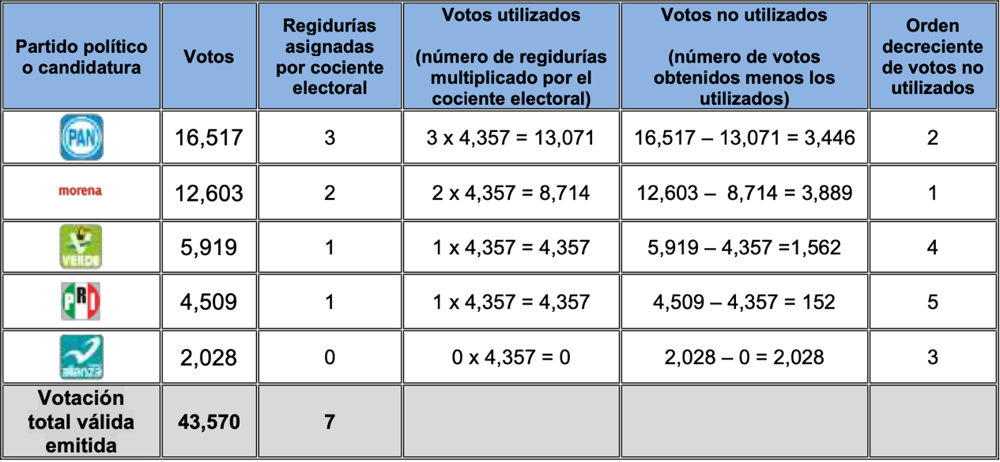 Partido político
o candidatura
Votos
Regidurías
asignadas
por cociente
electoral
Votos utilizados
(número de regidurías
multiplicado por el
cociente electoral)
Votos no utilizados
(número de votos
obtenidos menos los
utilizados)
Orden
decreciente
de votos no
utilizados
PAN 16,517 3 3 x 4,357 = 13,071 16,517 – 13,071 = 3,446 2
morena 12,603 2 2 x 4,357 = 8,714 12,603 – 8,714 = 3,889 1
VERDE 5,919 1 1 x 4,357 = 4,357 5,919 – 4,357 =1,562 4
PRI 4,509 1 1 x 4,357 = 4,357 4,509 – 4,357 = 152 5
alianza 2,028 0 0 x 4,357 = 0 2,028 – 0 = 2,028 3
Votación
total válida
emitida
43,570 7